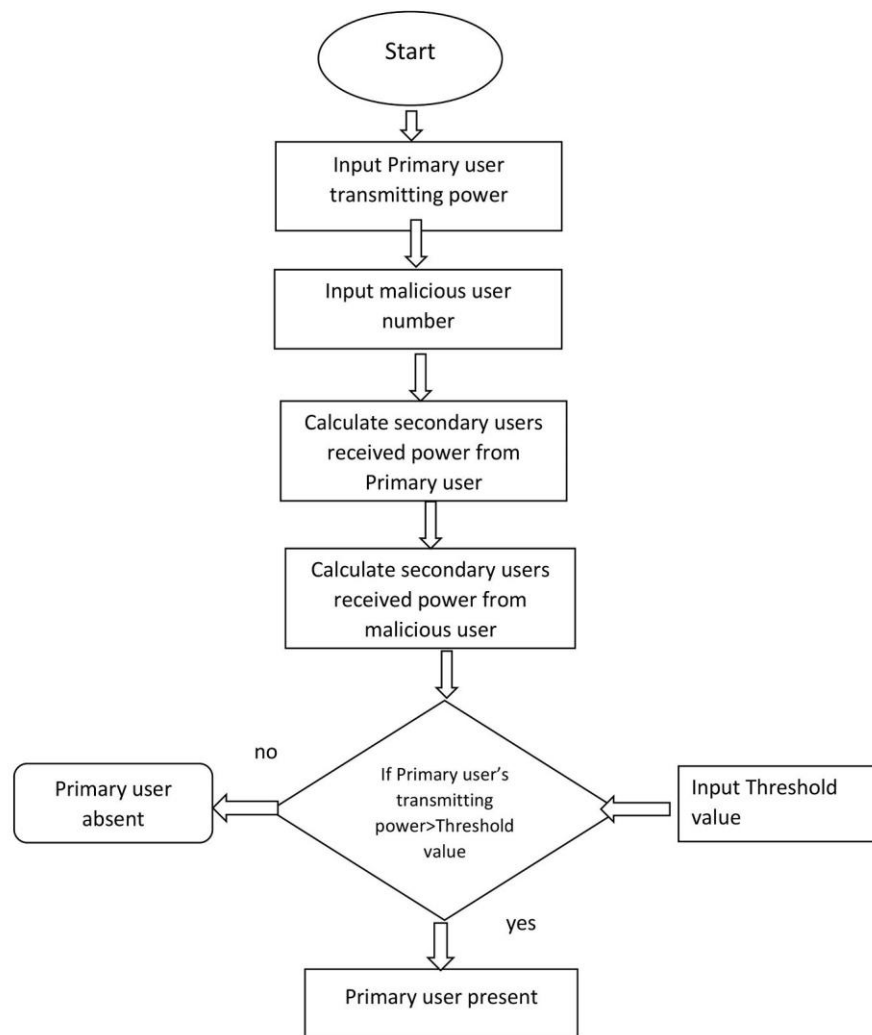 Start
Input Primary user
transmitting power
Input malicious user
number
Calculate secondary users
received power from
Primary user
Calculate secondary users
received power from
malicious user
no
Primary user
absent
If Primary user’s
transmitting
power>Threshold
value
Input Threshold
value
yes
Primary user present